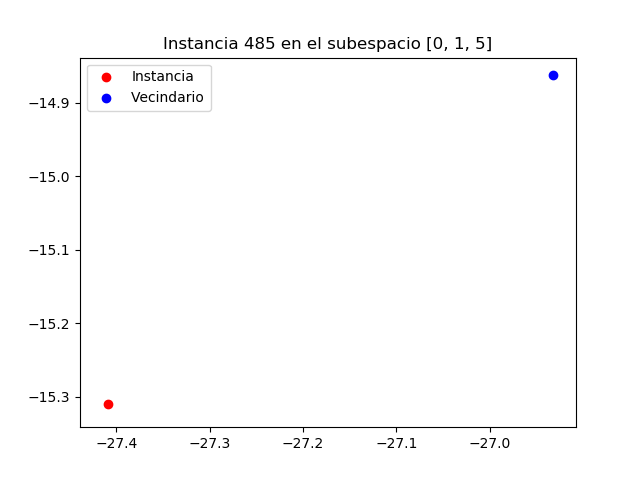 Instancia 485 en el subespacio [0, 1, 5]
Instancia
Vecindario
−14.9
−15.0
−15.1
−15.2
−15.3
−27.4 −27.3 −27.2 −27.1 −27.0